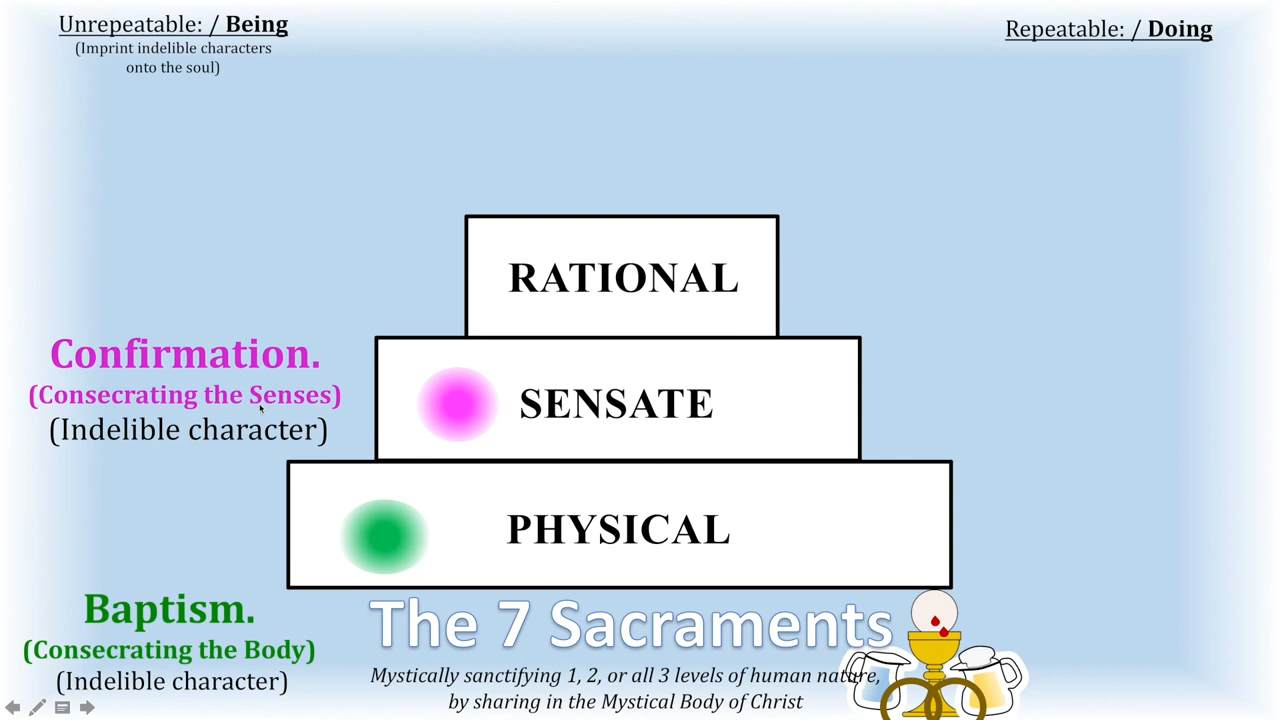 Unrepeatable: / Being
(Imprint indelible characters
onto the soul)
Repeatable: / Doing
RATIONAL
Confirmation.
(Consecrating the Senses)
(Indelible character)
SENSATE
PHYSICAL
Baptism.
(Consecrating the Body)
(Indelible character)
The 7 Sacraments
Mystically sanctifying 1, 2, or all 3 levels of human nature,
by sharing in the Mystical Body of Christ